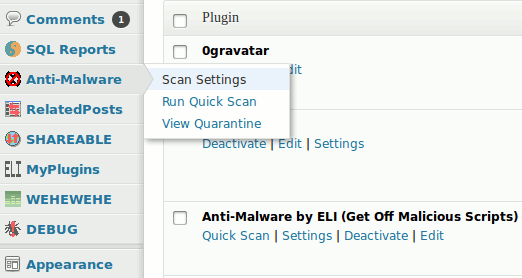 Comments 1
SQL Reports
Anti-Malware
RelatedPosts
SHAREABLE
MyPlugins
WEHEWEHE
DEBUG
Appearance
Scan Settings
Run Quick Scan
View Quarantine
Plugin
0gravatar
dit
Deactivate | Edit | Settings
Anti-Malware by ELI (Get Off Malicious Scripts)
Quick Scan | Settings | Deactivate | Edit